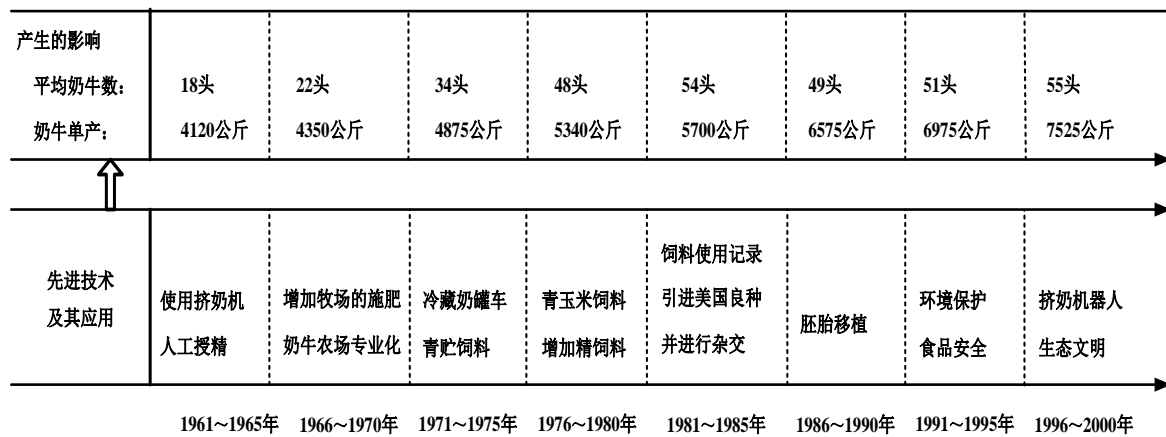 产生的影响
平均奶牛数： 18头 22头 34头 48头 54头 49头 51头 55头
奶牛单产： 4120公斤 4350公斤 4875公斤 5340公斤 5700公斤 6575公斤 6975公斤 7525公斤
先进技术
及其应用
使用挤奶机
人工授精
增加牧场的施肥
奶牛农场专业化
冷藏奶罐车
青贮饲料
青玉米饲料
增加精饲料
饲料使用记录
引进美国良种
并进行杂交
胚胎移植
环境保护
食品安全
挤奶机器人
生态文明
1961~1965年 1966~1970年 1971~1975年 1976~1980年 1981~1985年 1986~1990年 1991~1995年 1996~2000年